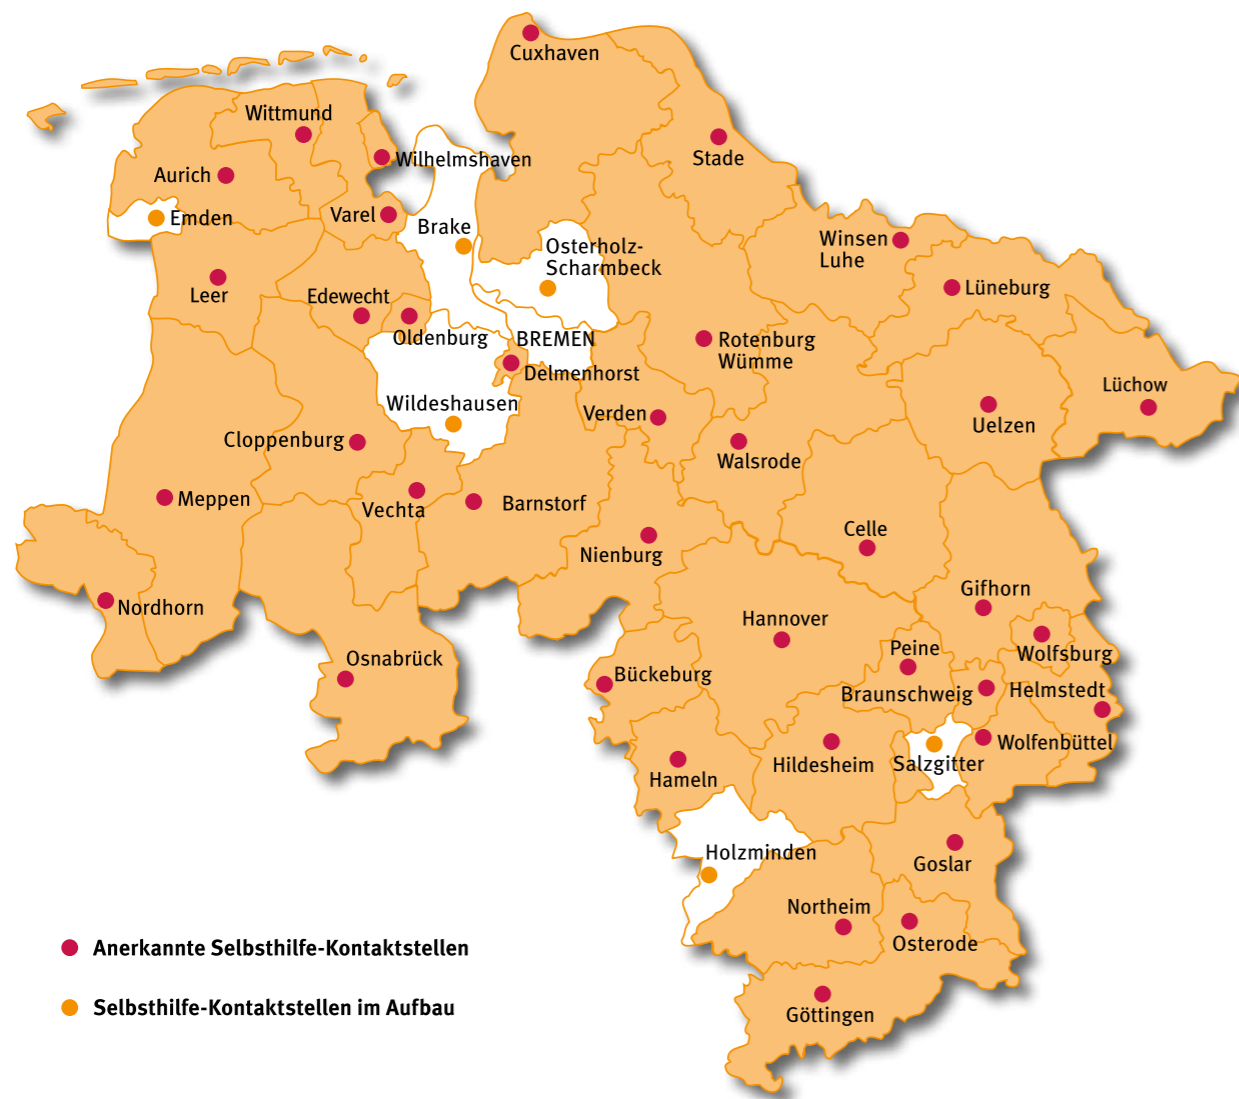 Cuxhaven
Wittmund
Stade
Wilhelmshaven
Aurich
Emden
Varel
Brake
Winsen
Luhe
Osterholz-
Scharmbeck
Lüneburg
Leer
Edewecht
Oldenburg
BREMEN
Rotenburg
Wümme
Delmenhorst
Lüchow
Wildeshausen
Verden
Uelzen
Cloppenburg
Walsrode
Meppen
Vechta
Barnstorf
Celle
Nienburg
Gifhorn
Nordhorn
Hannover
Peine
Wolfsburg
Osnabrück
Bückeburg
Braunschweig
Helmstedt
Wolfenbüttel
Hameln
Hildesheim
Salzgitter
Holzminden
Goslar
Northeim
Osterode
Göttingen
Anerkannte Selbsthilfe-Kontaktstellen
Selbsthilfe-Kontaktstellen im Aufbau